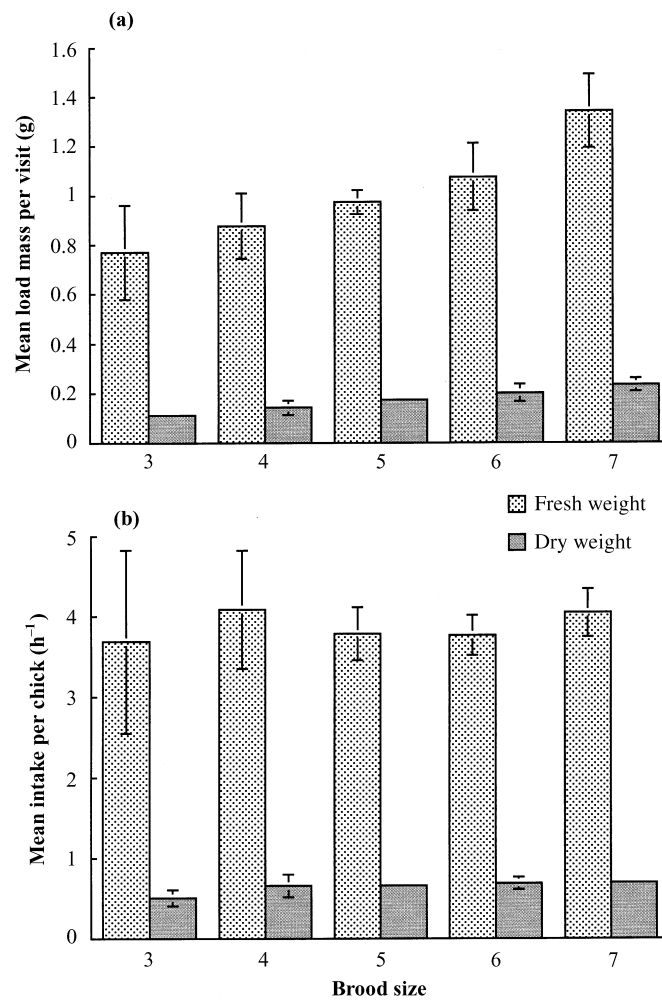 (a)
Mean load mass per visit (g)
1.6
1.4
1.2
1
0.8
0.6
0.4
0.2
0
3 4 5 6 7
Fresh weight
Dry weight
(b)
Mean intake per chick (h⁻¹)
5
4
3
2
1
0
3 4 5 6 7
Brood size